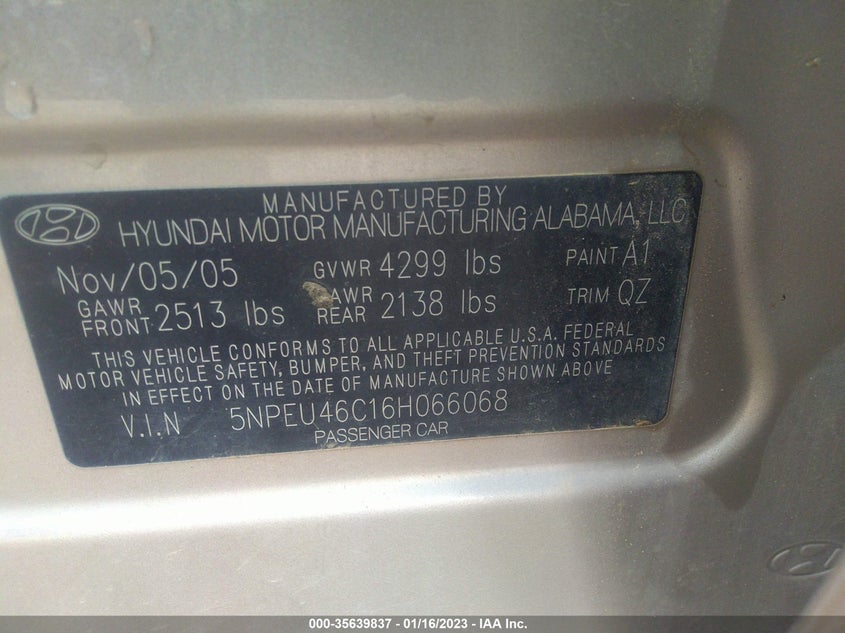 MANUFACTURED BY
HYUNDAI MOTOR MANUFACTURING ALABAMA, LLC
Nov/05/05 GVWR 4299 lbs PAINT A1
GAWR FRONT 2513 lbs GAWR REAR 2138 lbs TRIM QZ
THIS VEHICLE CONFORMS TO ALL APPLICABLE U.S.A. FEDERAL
MOTOR VEHICLE SAFETY, BUMPER, AND THEFT PREVENTION STANDARDS
IN EFFECT ON THE DATE OF MANUFACTURE SHOWN ABOVE
V.I.N 5NPEU46C16H066068
PASSENGER CAR
000-35639837 - 01/16/2023 - IAA Inc.